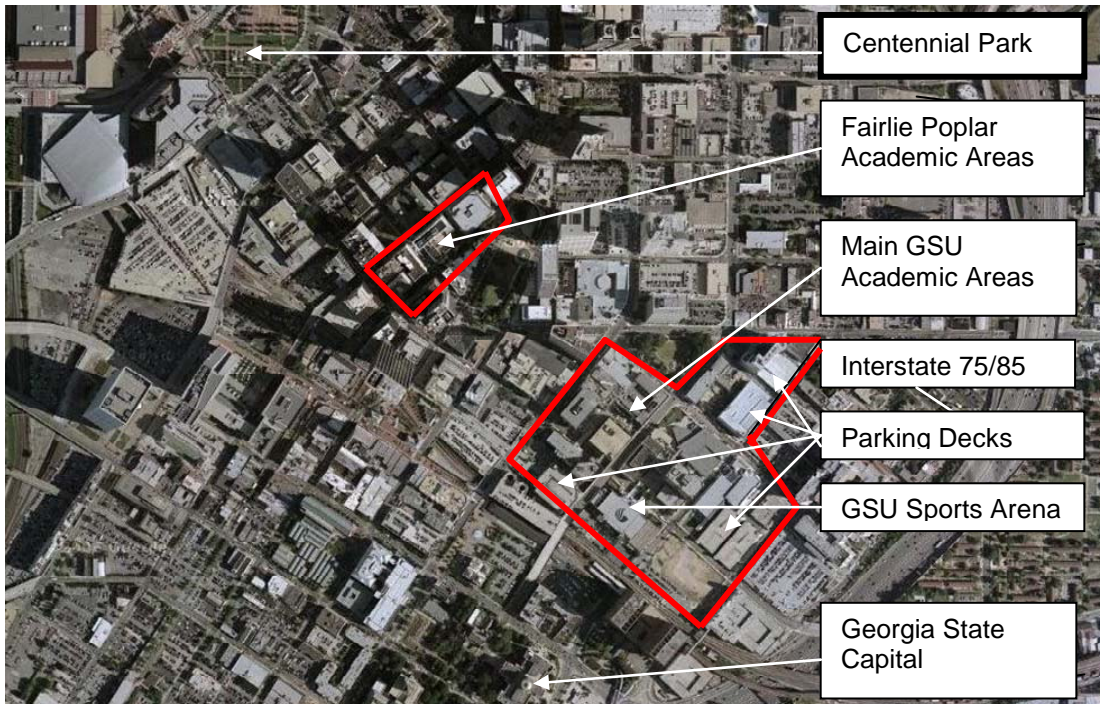 Centennial Park
Fairlie Poplar
Academic Areas
Main GSU
Academic Areas
Interstate 75/85
Parking Decks
GSU Sports Arena
Georgia State
Capital